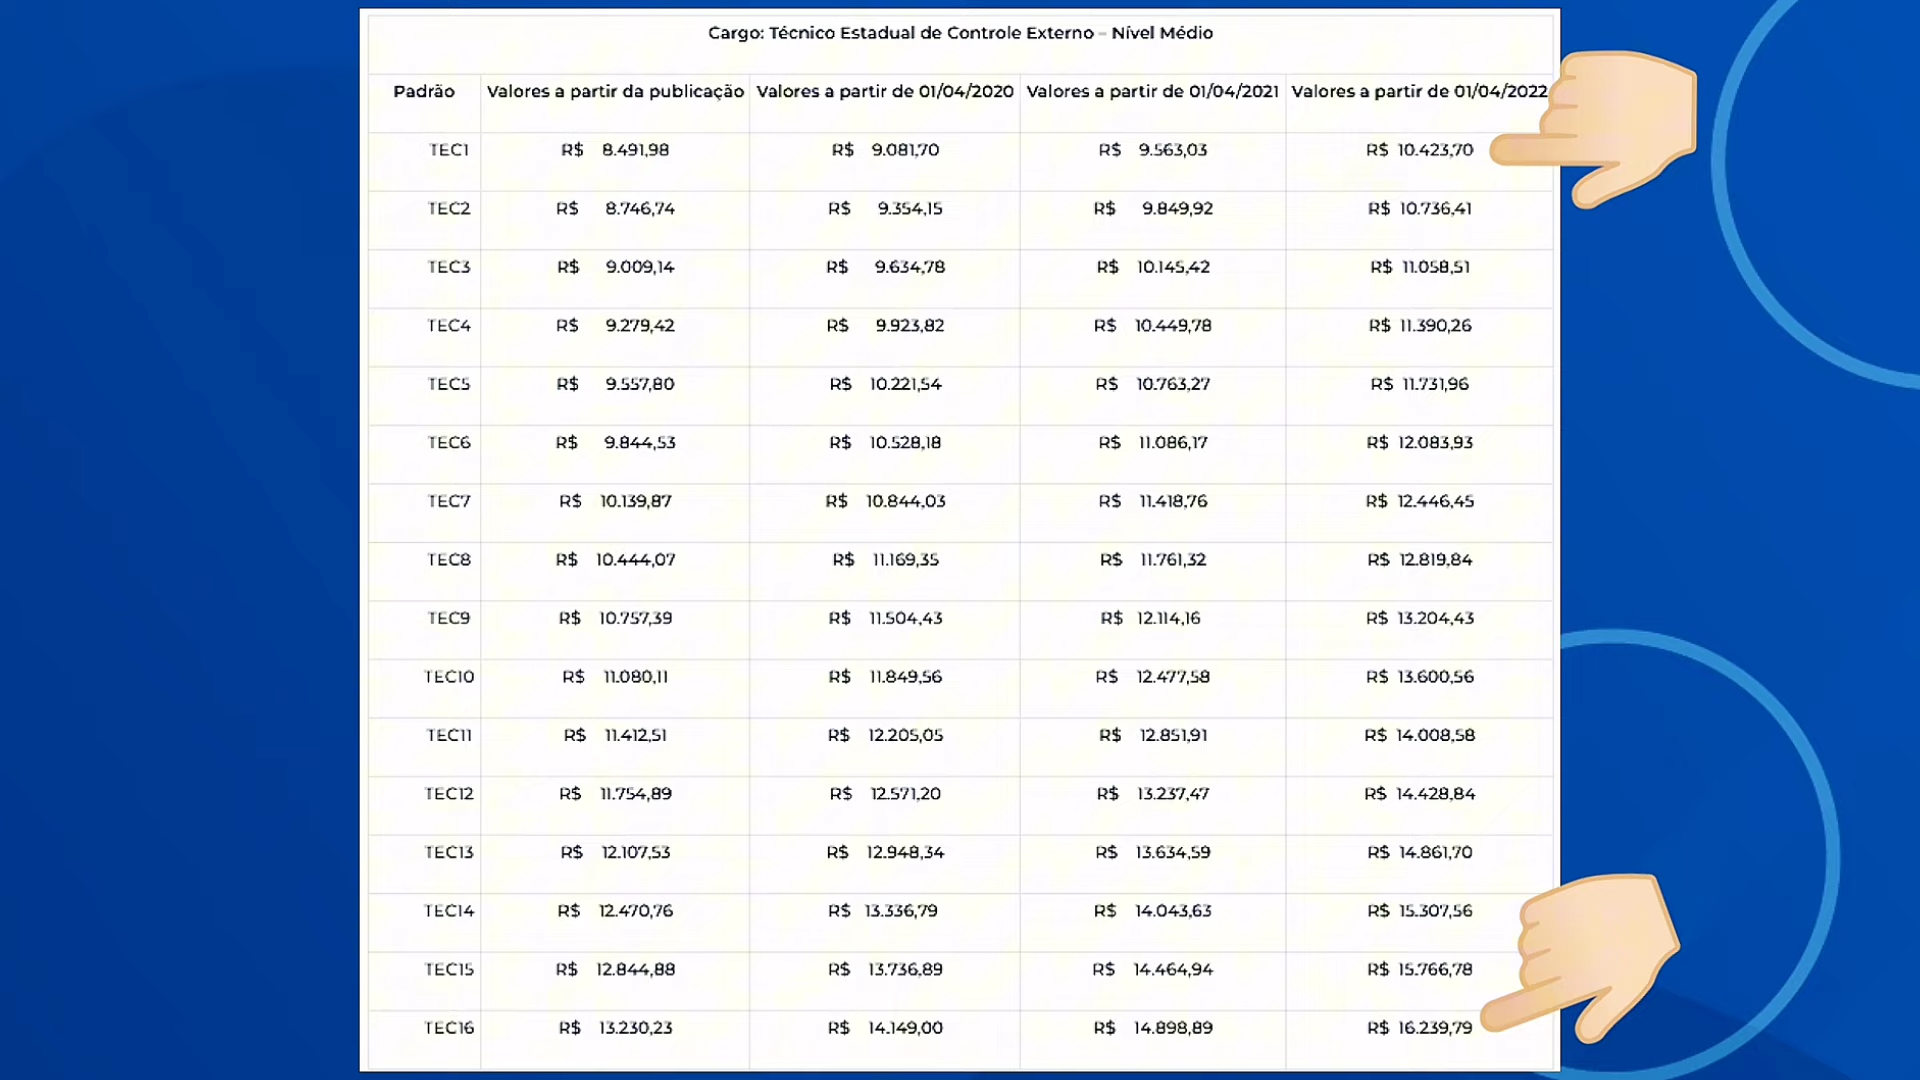 Cargo: Técnico Estadual de Controle Externo – Nível Médio
Padrão Valores a partir da publicação Valores a partir de 01/04/2020 Valores a partir de 01/04/2021 Valores a partir de 01/04/2022
TEC1 R$ 8.491,98 R$ 9.081,70 R$ 9.563,03 R$ 10.423,70
TEC2 R$ 8.746,74 R$ 9.354,15 R$ 9.849,92 R$ 10.736,41
TEC3 R$ 9.009,14 R$ 9.634,78 R$ 10.145,42 R$ 11.058,51
TEC4 R$ 9.279,42 R$ 9.923,82 R$ 10.449,78 R$ 11.390,26
TEC5 R$ 9.557,80 R$ 10.221,54 R$ 10.763,27 R$ 11.731,96
TEC6 R$ 9.844,53 R$ 10.528,18 R$ 11.086,17 R$ 12.083,93
TEC7 R$ 10.139,87 R$ 10.844,03 R$ 11.418,76 R$ 12.446,45
TEC8 R$ 10.444,07 R$ 11.169,35 R$ 11.761,32 R$ 12.819,84
TEC9 R$ 10.757,39 R$ 11.504,43 R$ 12.114,16 R$ 13.204,43
TEC10 R$ 11.080,11 R$ 11.849,56 R$ 12.477,58 R$ 13.600,56
TEC11 R$ 11.412,51 R$ 12.205,05 R$ 12.851,91 R$ 14.008,58
TEC12 R$ 11.754,89 R$ 12.571,20 R$ 13.237,47 R$ 14.428,84
TEC13 R$ 12.107,53 R$ 12.948,34 R$ 13.634,59 R$ 14.861,70
TEC14 R$ 12.470,76 R$ 13.336,79 R$ 14.043,63 R$ 15.307,56
TEC15 R$ 12.844,88 R$ 13.736,89 R$ 14.464,94 R$ 15.766,78
TEC16 R$ 13.230,23 R$ 14.149,00 R$ 14.898,89 R$ 16.239,79